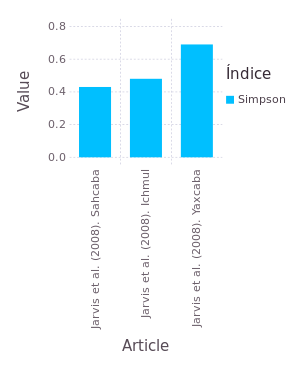 0.8
0.6
0.4
0.2
0.0
Value
Índice
Simpson
Jarvis et al. (2008). Sahcaba
Jarvis et al. (2008). Ichmul
Jarvis et al. (2008). Yaxcaba
Article